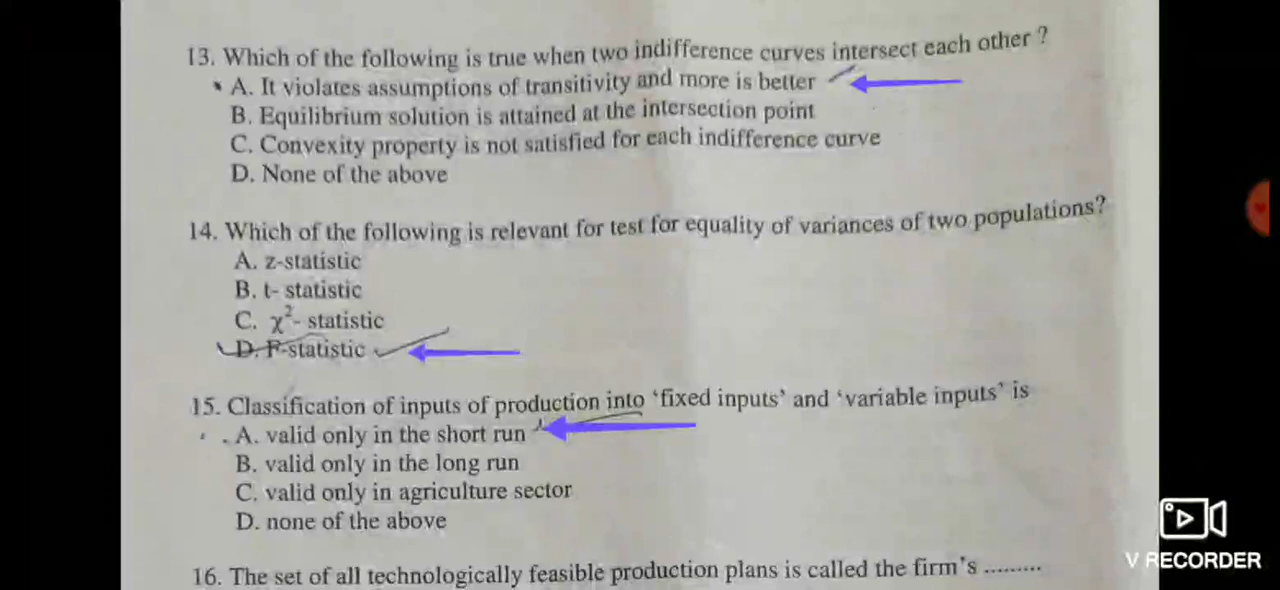 13. Which of the following is true when two indifference curves intersect each other ?
A. It violates assumptions of transitivity and more is better
B. Equilibrium solution is attained at the intersection point
C. Convexity property is not satisfied for each indifference curve
D. None of the above
14. Which of the following is relevant for test for equality of variances of two populations?
A. z-statistic
B. t- statistic
C. χ²- statistic
D. F-statistic
15. Classification of inputs of production into ‘fixed inputs’ and ‘variable inputs’ is
A. valid only in the short run
B. valid only in the long run
C. valid only in agriculture sector
D. none of the above
16. The set of all technologically feasible production plans is called the firm’s .........
V RECORDER